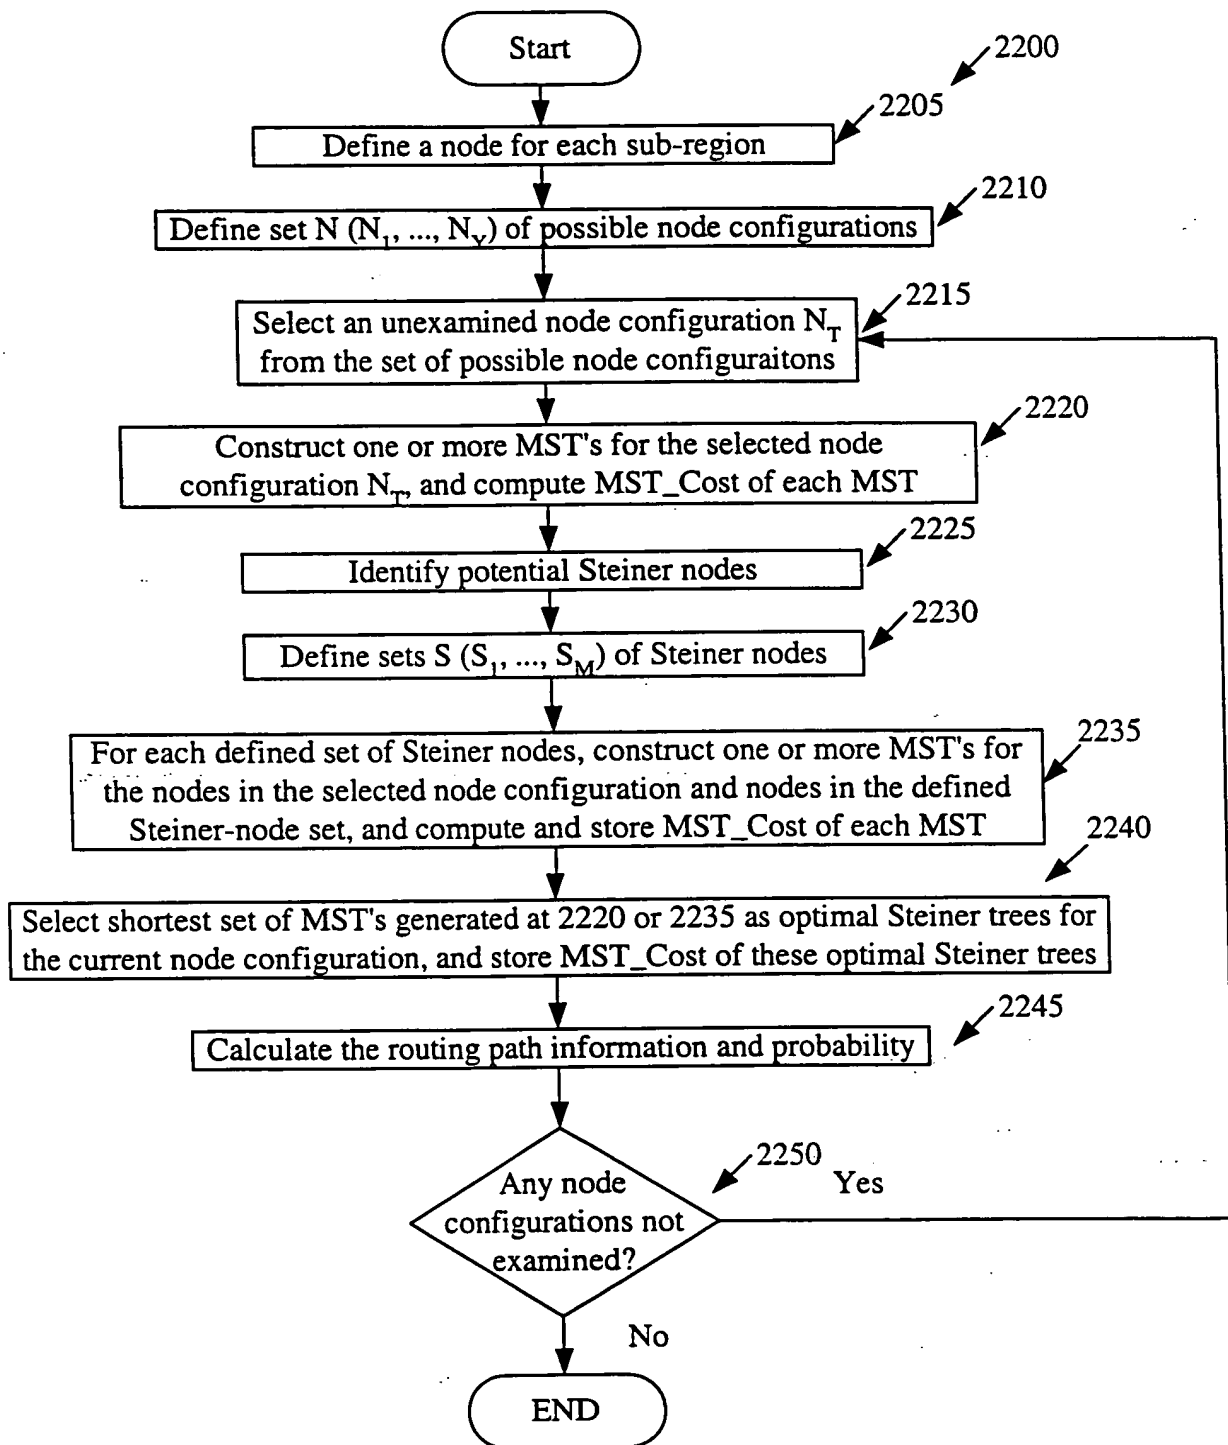 Start
2200
2205
Define a node for each sub-region
2210
Define set N (N1, ..., NY) of possible node configurations
2215
Select an unexamined node configuration NT
from the set of possible node configuraitons
2220
Construct one or more MST's for the selected node
configuration NT, and compute MST_Cost of each MST
2225
Identify potential Steiner nodes
2230
Define sets S (S1, ..., SM) of Steiner nodes
2235
For each defined set of Steiner nodes, construct one or more MST's for
the nodes in the selected node configuration and nodes in the defined
Steiner-node set, and compute and store MST_Cost of each MST
2240
Select shortest set of MST's generated at 2220 or 2235 as optimal Steiner trees for
the current node configuration, and store MST_Cost of these optimal Steiner trees
2245
Calculate the routing path information and probability
2250
Yes
Any node
configurations not
examined?
No
END